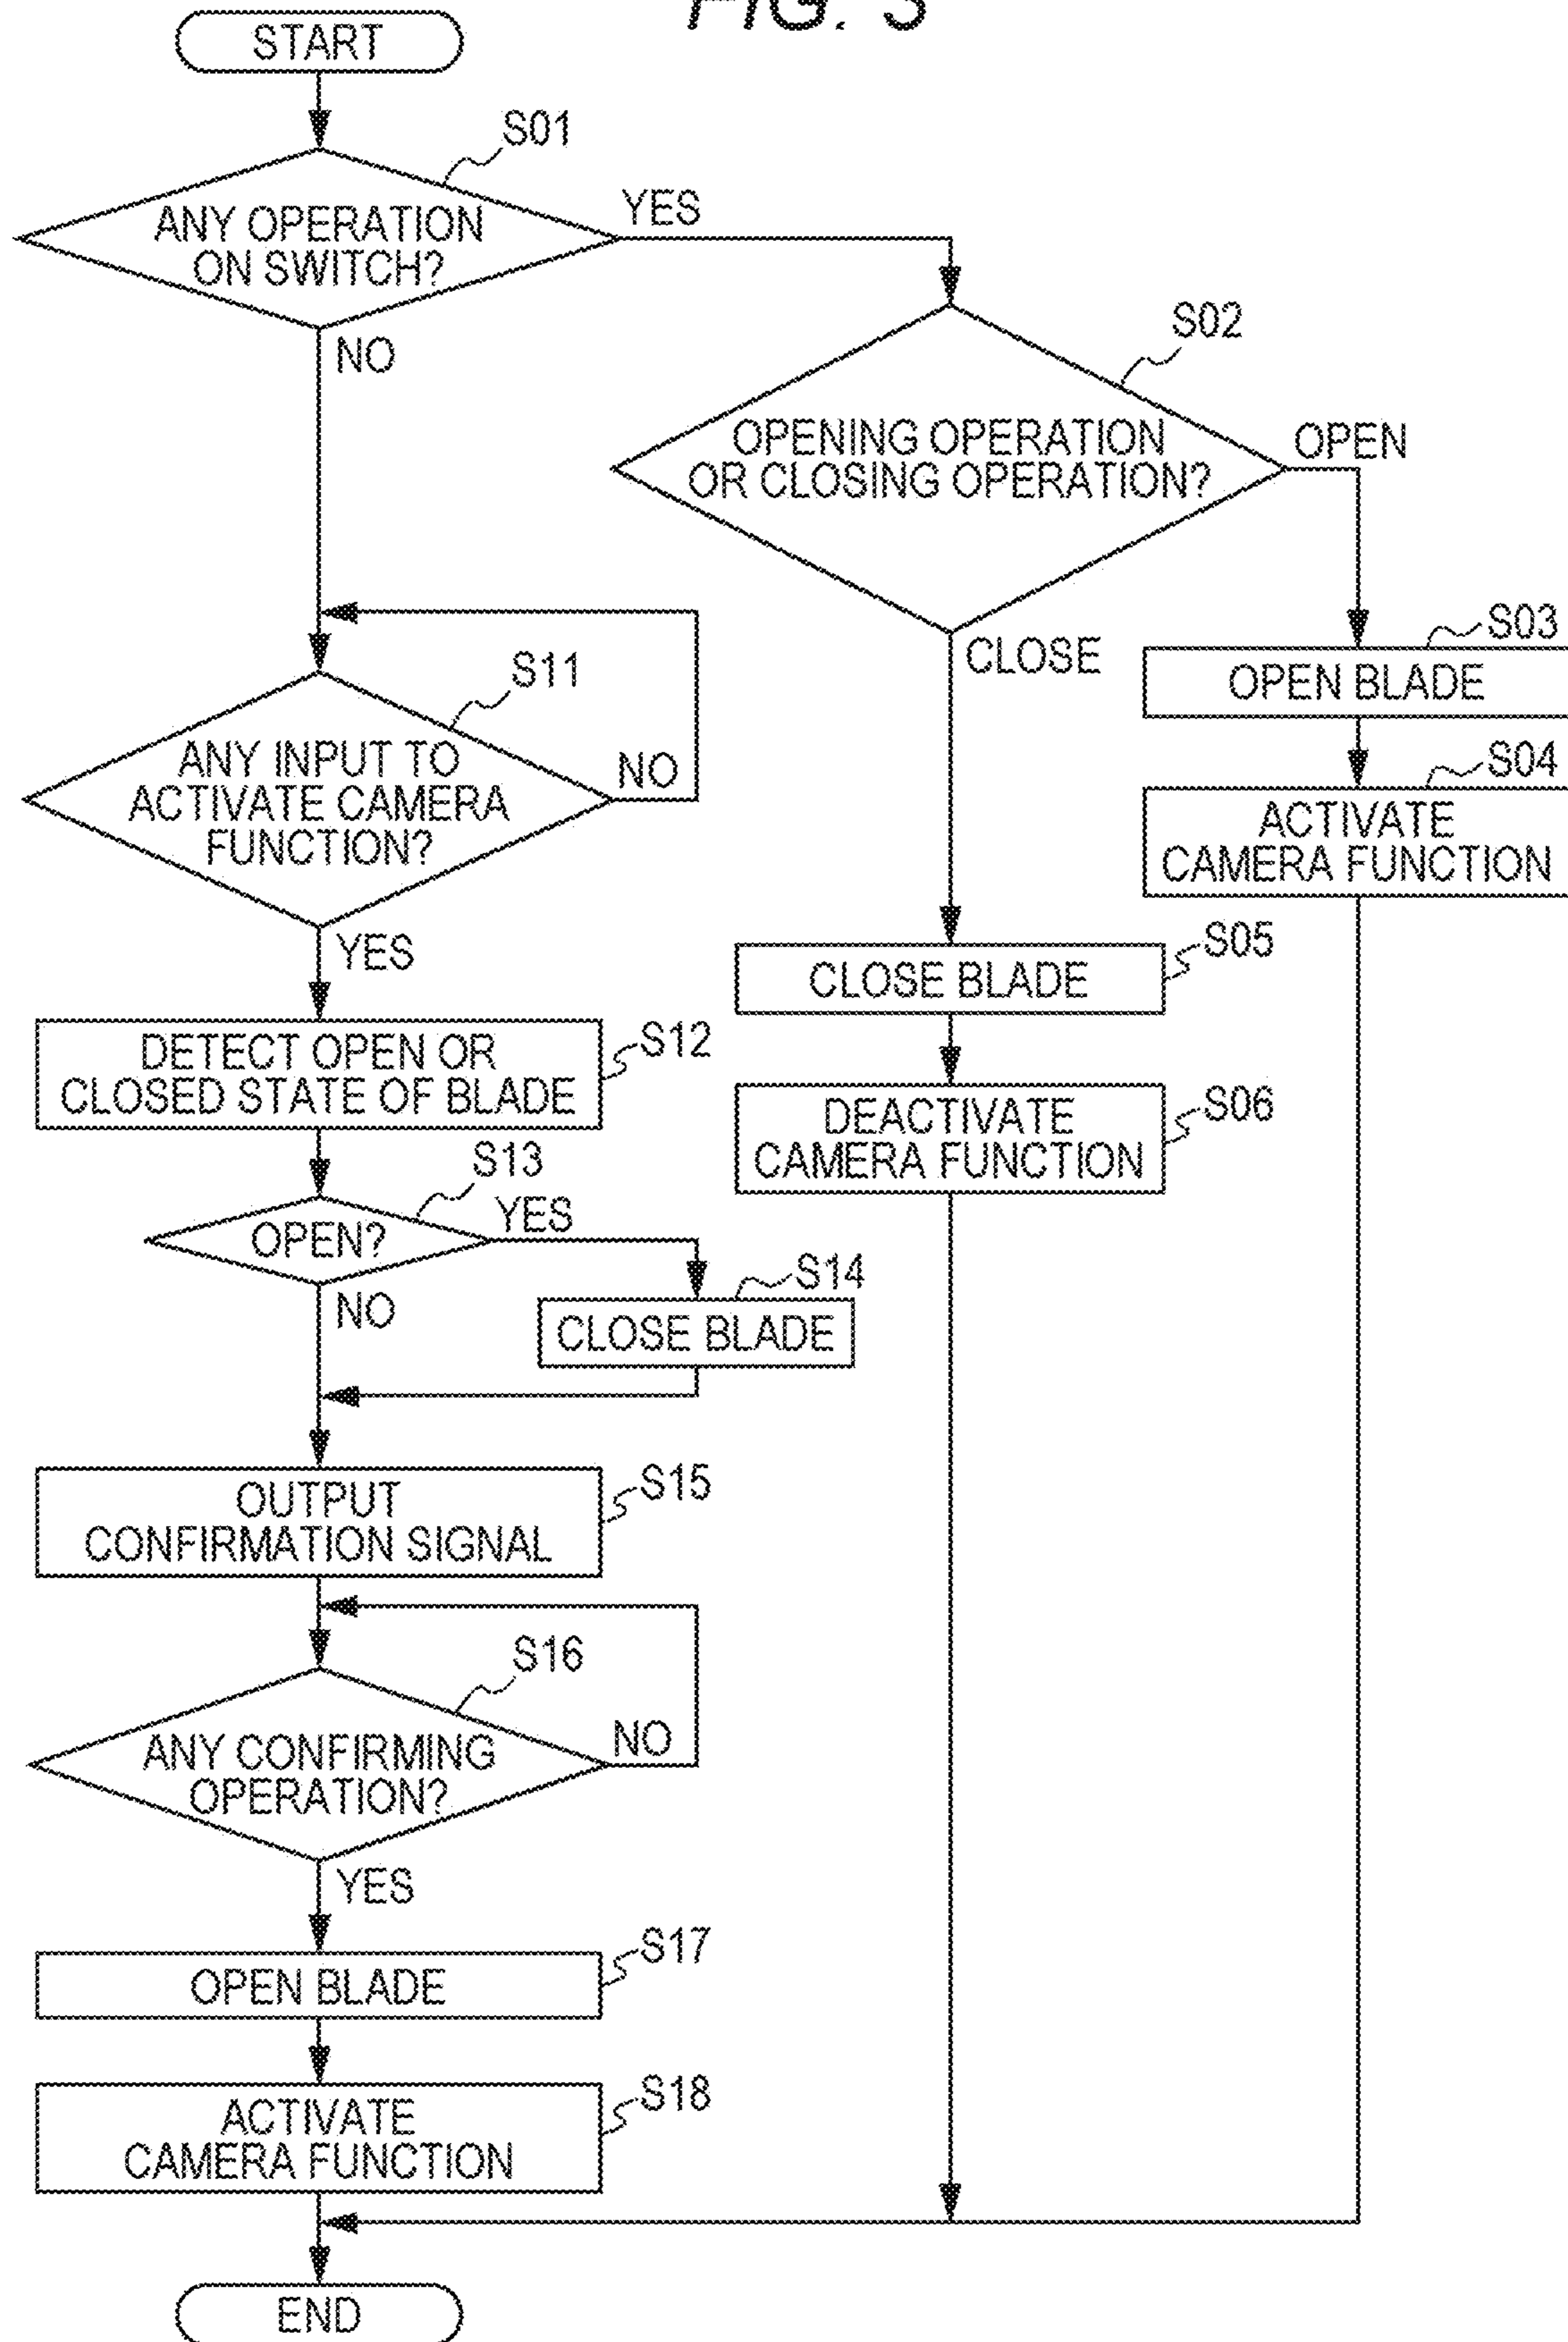 FIG. 3
START
S01
ANY OPERATION
ON SWITCH?
YES
NO
S02
OPENING OPERATION
OR CLOSING OPERATION?
OPEN
CLOSE
S03
OPEN BLADE
S04
ACTIVATE
CAMERA FUNCTION
S11
ANY INPUT TO
ACTIVATE CAMERA
FUNCTION?
NO
YES
S05
CLOSE BLADE
S06
DEACTIVATE
CAMERA FUNCTION
S12
DETECT OPEN OR
CLOSED STATE OF BLADE
S13
OPEN?
YES
NO
S14
CLOSE BLADE
S15
OUTPUT
CONFIRMATION SIGNAL
S16
ANY CONFIRMING
OPERATION?
NO
YES
S17
OPEN BLADE
S18
ACTIVATE
CAMERA FUNCTION
END